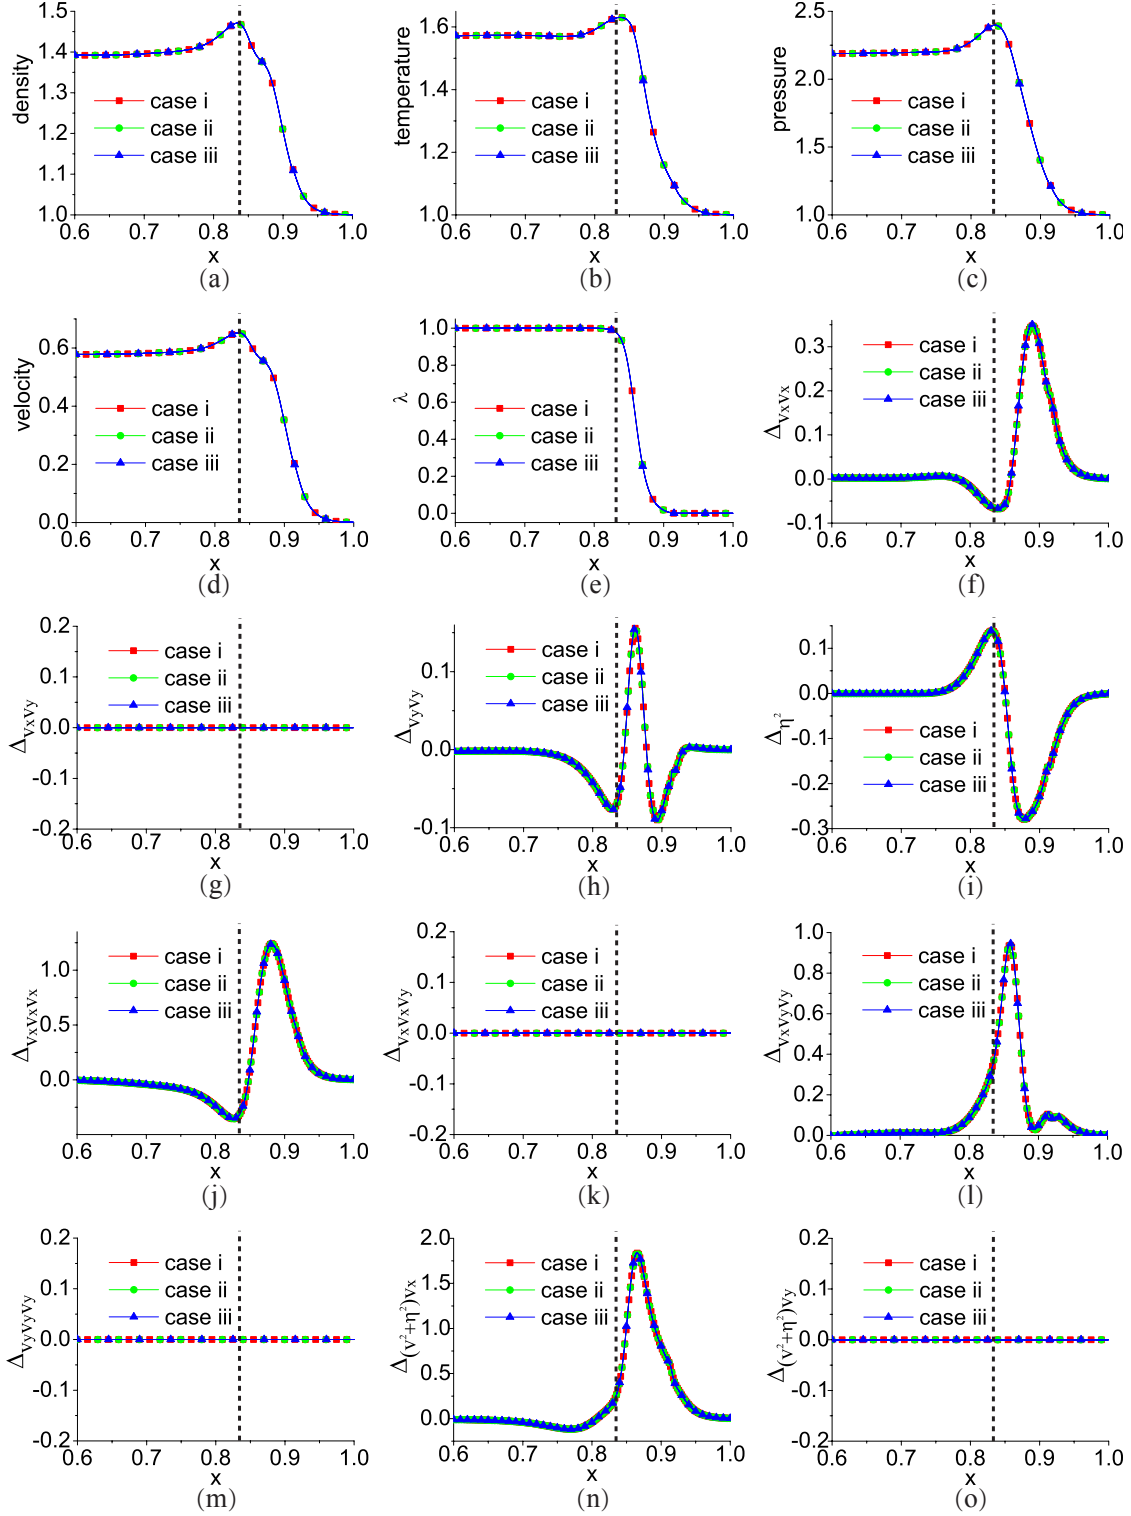 density
1.5
1.4
1.3
1.2
1.1
1.0
case i
case ii
case iii
0.6 0.7 0.8 0.9 1.0
x
(a)
temperature
1.6
1.4
1.2
1.0
case i
case ii
case iii
0.6 0.7 0.8 0.9 1.0
x
(b)
pressure
2.5
2.0
1.5
1.0
case i
case ii
case iii
0.6 0.7 0.8 0.9 1.0
x
(c)
velocity
0.6
0.4
0.2
0.0
case i
case ii
case iii
0.6 0.7 0.8 0.9 1.0
x
(d)
λ
1.0
0.8
0.6
0.4
0.2
0.0
case i
case ii
case iii
0.6 0.7 0.8 0.9 1.0
x
(e)
Δ_{VxVx}
0.3
0.2
0.1
0.0
-0.1
case i
case ii
case iii
0.6 0.7 0.8 0.9 1.0
x
(f)
Δ_{VxVy}
0.2
0.1
0.0
-0.1
-0.2
case i
case ii
case iii
0.6 0.7 0.8 0.9 1.0
x
(g)
Δ_{VyVy}
0.1
0.0
-0.1
case i
case ii
case iii
0.6 0.7 0.8 0.9 1.0
x
(h)
Δ_{η²}
0.1
0.0
-0.1
-0.2
-0.3
case i
case ii
case iii
0.6 0.7 0.8 0.9 1.0
x
(i)
Δ_{VxVxVx}
1.0
0.5
0.0
case i
case ii
case iii
0.6 0.7 0.8 0.9 1.0
x
(j)
Δ_{VxVxVy}
0.2
0.1
0.0
-0.1
-0.2
case i
case ii
case iii
0.6 0.7 0.8 0.9 1.0
x
(k)
Δ_{VxVyVy}
1.0
0.8
0.6
0.4
0.2
0.0
case i
case ii
case iii
0.6 0.7 0.8 0.9 1.0
x
(l)
Δ_{VyVyVy}
0.2
0.1
0.0
-0.1
-0.2
case i
case ii
case iii
0.6 0.7 0.8 0.9 1.0
x
(m)
Δ_{(v²+η²)vx}
2.0
1.5
1.0
0.5
0.0
case i
case ii
case iii
0.6 0.7 0.8 0.9 1.0
x
(n)
Δ_{(v²+η²)vy}
0.2
0.1
0.0
-0.1
-0.2
case i
case ii
case iii
0.6 0.7 0.8 0.9 1.0
x
(o)